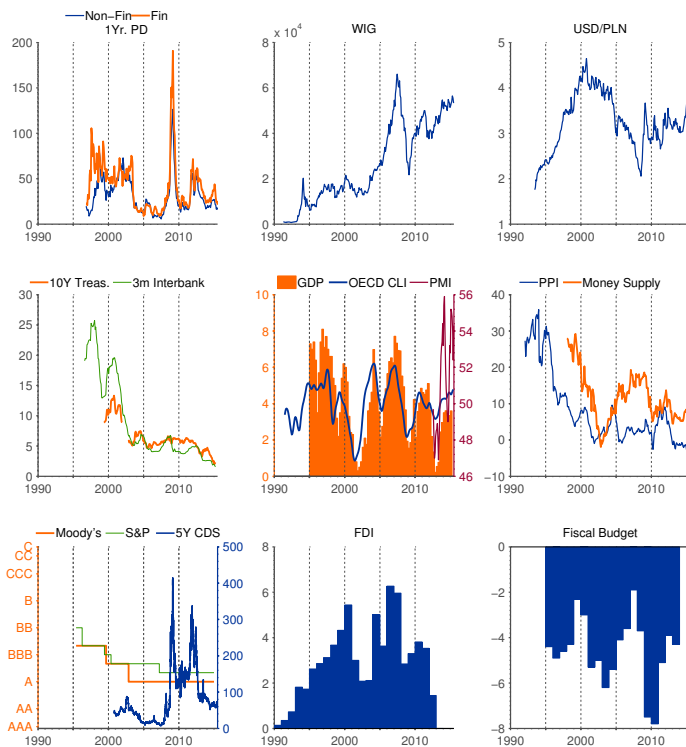 Non−Fin Fin
1Yr. PD
200
150
100
50
0
1990 2000 2010
x 10^4
WIG
8
6
4
2
0
1990 2000 2010
USD/PLN
5
4
3
2
1
1990 2000 2010
10Y Treas. 3m Interbank
30
25
20
15
10
5
0
1990 2000 2010
GDP OECD CLI PMI
10 56
8 54
6 52
4 50
2 48
0 46
1990 2000 2010
PPI Money Supply
40
30
20
10
0
−10
1990 2000 2010
Moody's S&P 5Y CDS
C 500
CC
CCC 400
B 300
BB
BBB 200
A 100
AA
AAA 0
1990 2000 2010
FDI
8
6
4
2
0
1990 2000 2010
Fiscal Budget
0
−2
−4
−6
−8
1990 2000 2010